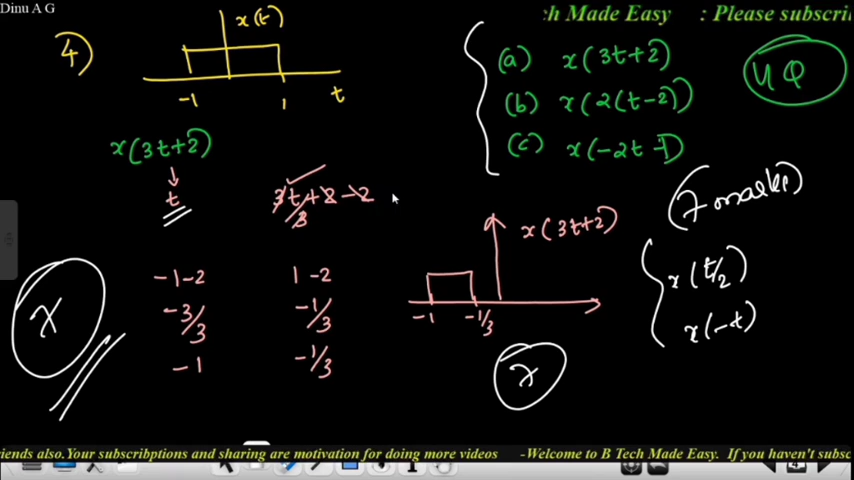 Dinu A G
ch Made Easy : Please subscri
4)
x(t)
-1 1 t
(a) x(3t+2)
(b) x(2(t-2))
(c) x(-2t-1)
UQ
x(3t+2)
t
3t+2-2
3
(7 marks)
x(3t+2)
-1-2 1-2
-3/3 -1/3
-1 -1/3
-1 -1/3
x(t/2)
x(-t)
riends also.Your subscribptions and sharing are motivation for doing more videos -Welcome to B Tech Made Easy. If you haven't subsc